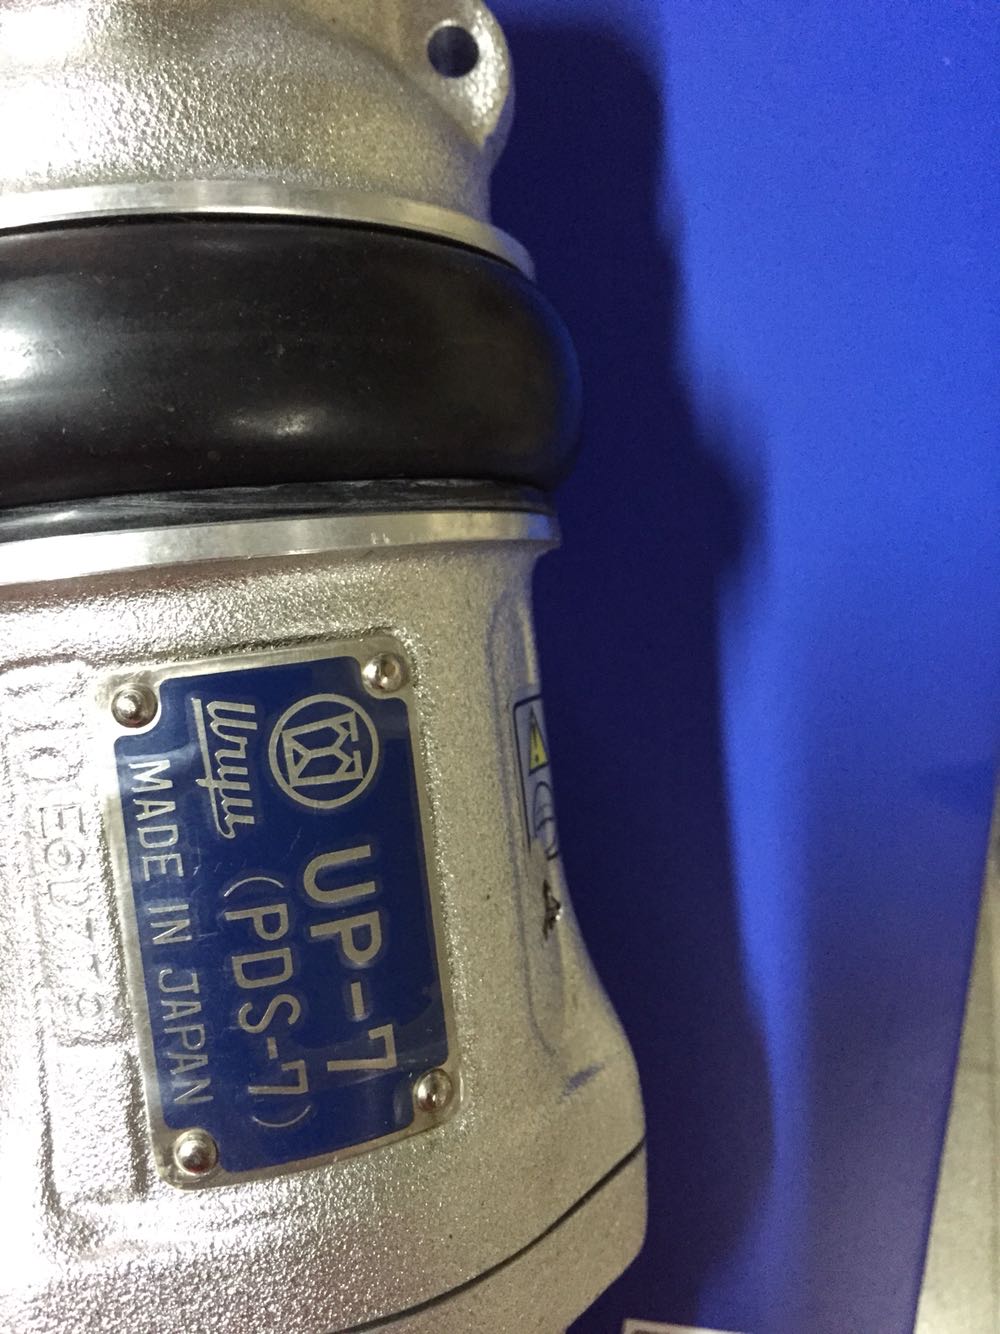 UP-7
uryu
(PDS-7)
MADE IN JAPAN